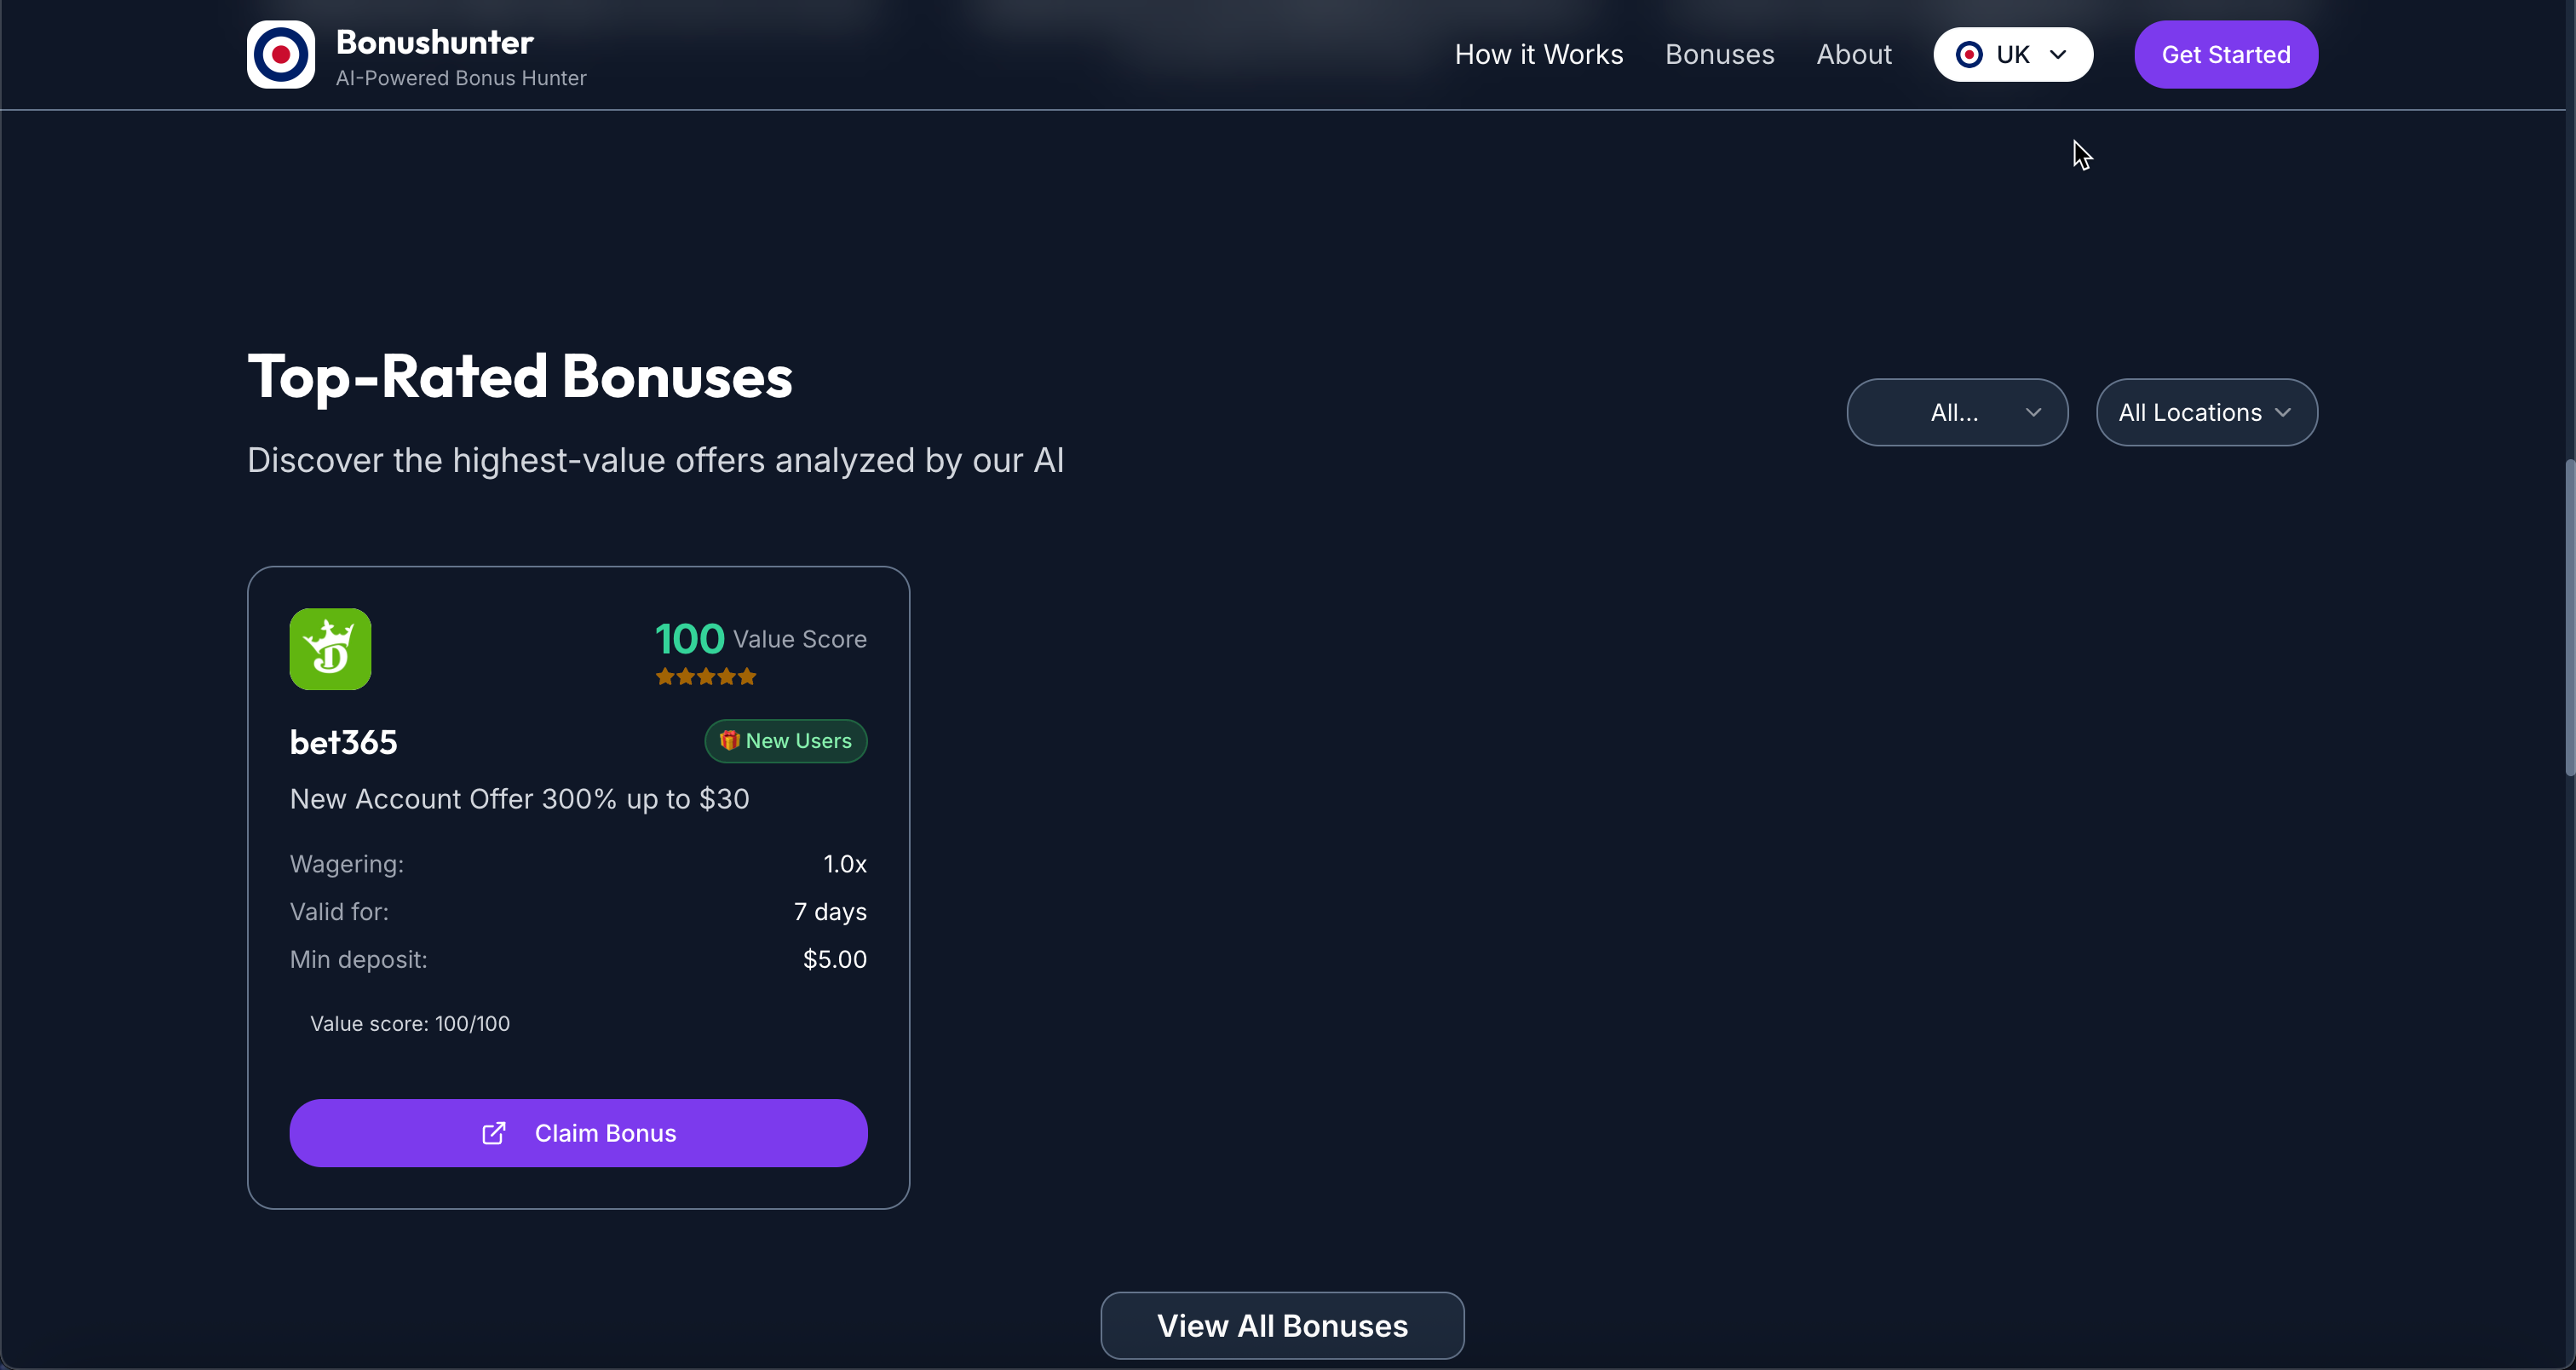 Bonushunter
AI-Powered Bonus Hunter
How it Works
Bonuses
About
UK
Get Started
Top-Rated Bonuses
Discover the highest-value offers analyzed by our AI
All...
All Locations
100 Value Score
bet365
🎁 New Users
New Account Offer 300% up to $30
Wagering: 1.0x
Valid for: 7 days
Min deposit: $5.00
Value score: 100/100
Claim Bonus
View All Bonuses